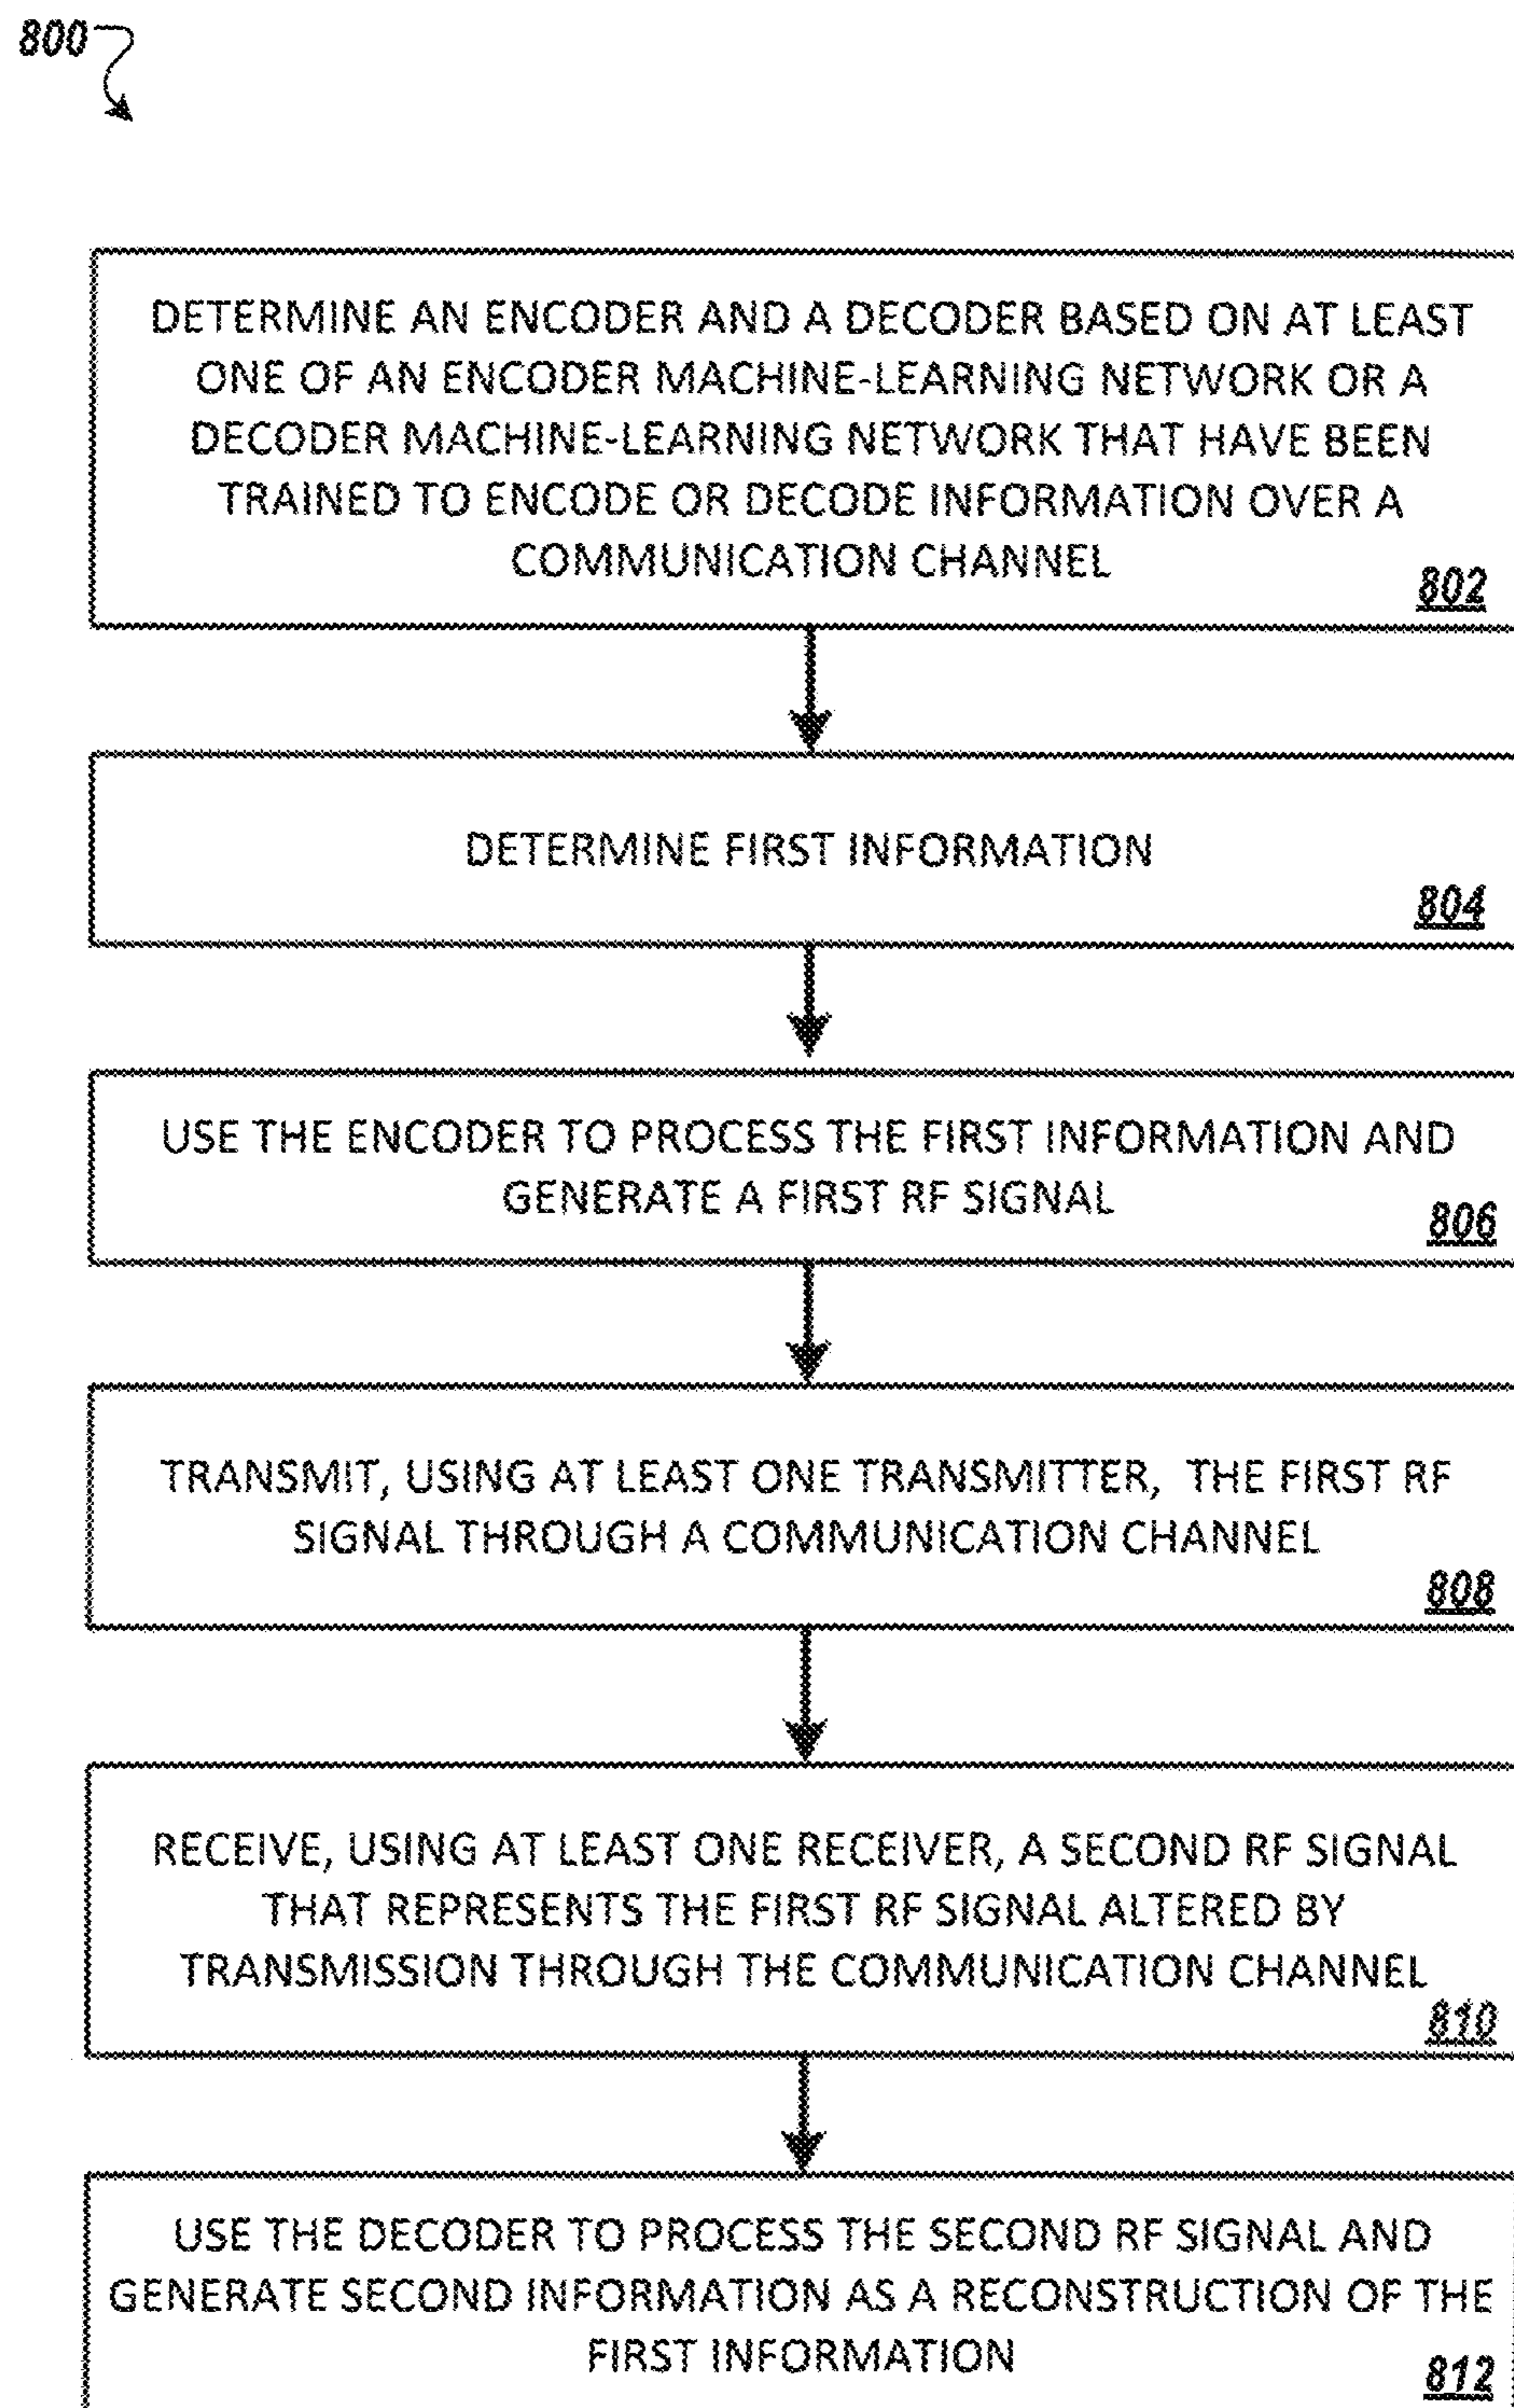 800
DETERMINE AN ENCODER AND A DECODER BASED ON AT LEAST
ONE OF AN ENCODER MACHINE-LEARNING NETWORK OR A
DECODER MACHINE-LEARNING NETWORK THAT HAVE BEEN
TRAINED TO ENCODE OR DECODE INFORMATION OVER A
COMMUNICATION CHANNEL
802
DETERMINE FIRST INFORMATION
804
USE THE ENCODER TO PROCESS THE FIRST INFORMATION AND
GENERATE A FIRST RF SIGNAL
806
TRANSMIT, USING AT LEAST ONE TRANSMITTER, THE FIRST RF
SIGNAL THROUGH A COMMUNICATION CHANNEL
808
RECEIVE, USING AT LEAST ONE RECEIVER, A SECOND RF SIGNAL
THAT REPRESENTS THE FIRST RF SIGNAL ALTERED BY
TRANSMISSION THROUGH THE COMMUNICATION CHANNEL
810
USE THE DECODER TO PROCESS THE SECOND RF SIGNAL AND
GENERATE SECOND INFORMATION AS A RECONSTRUCTION OF THE
FIRST INFORMATION
812